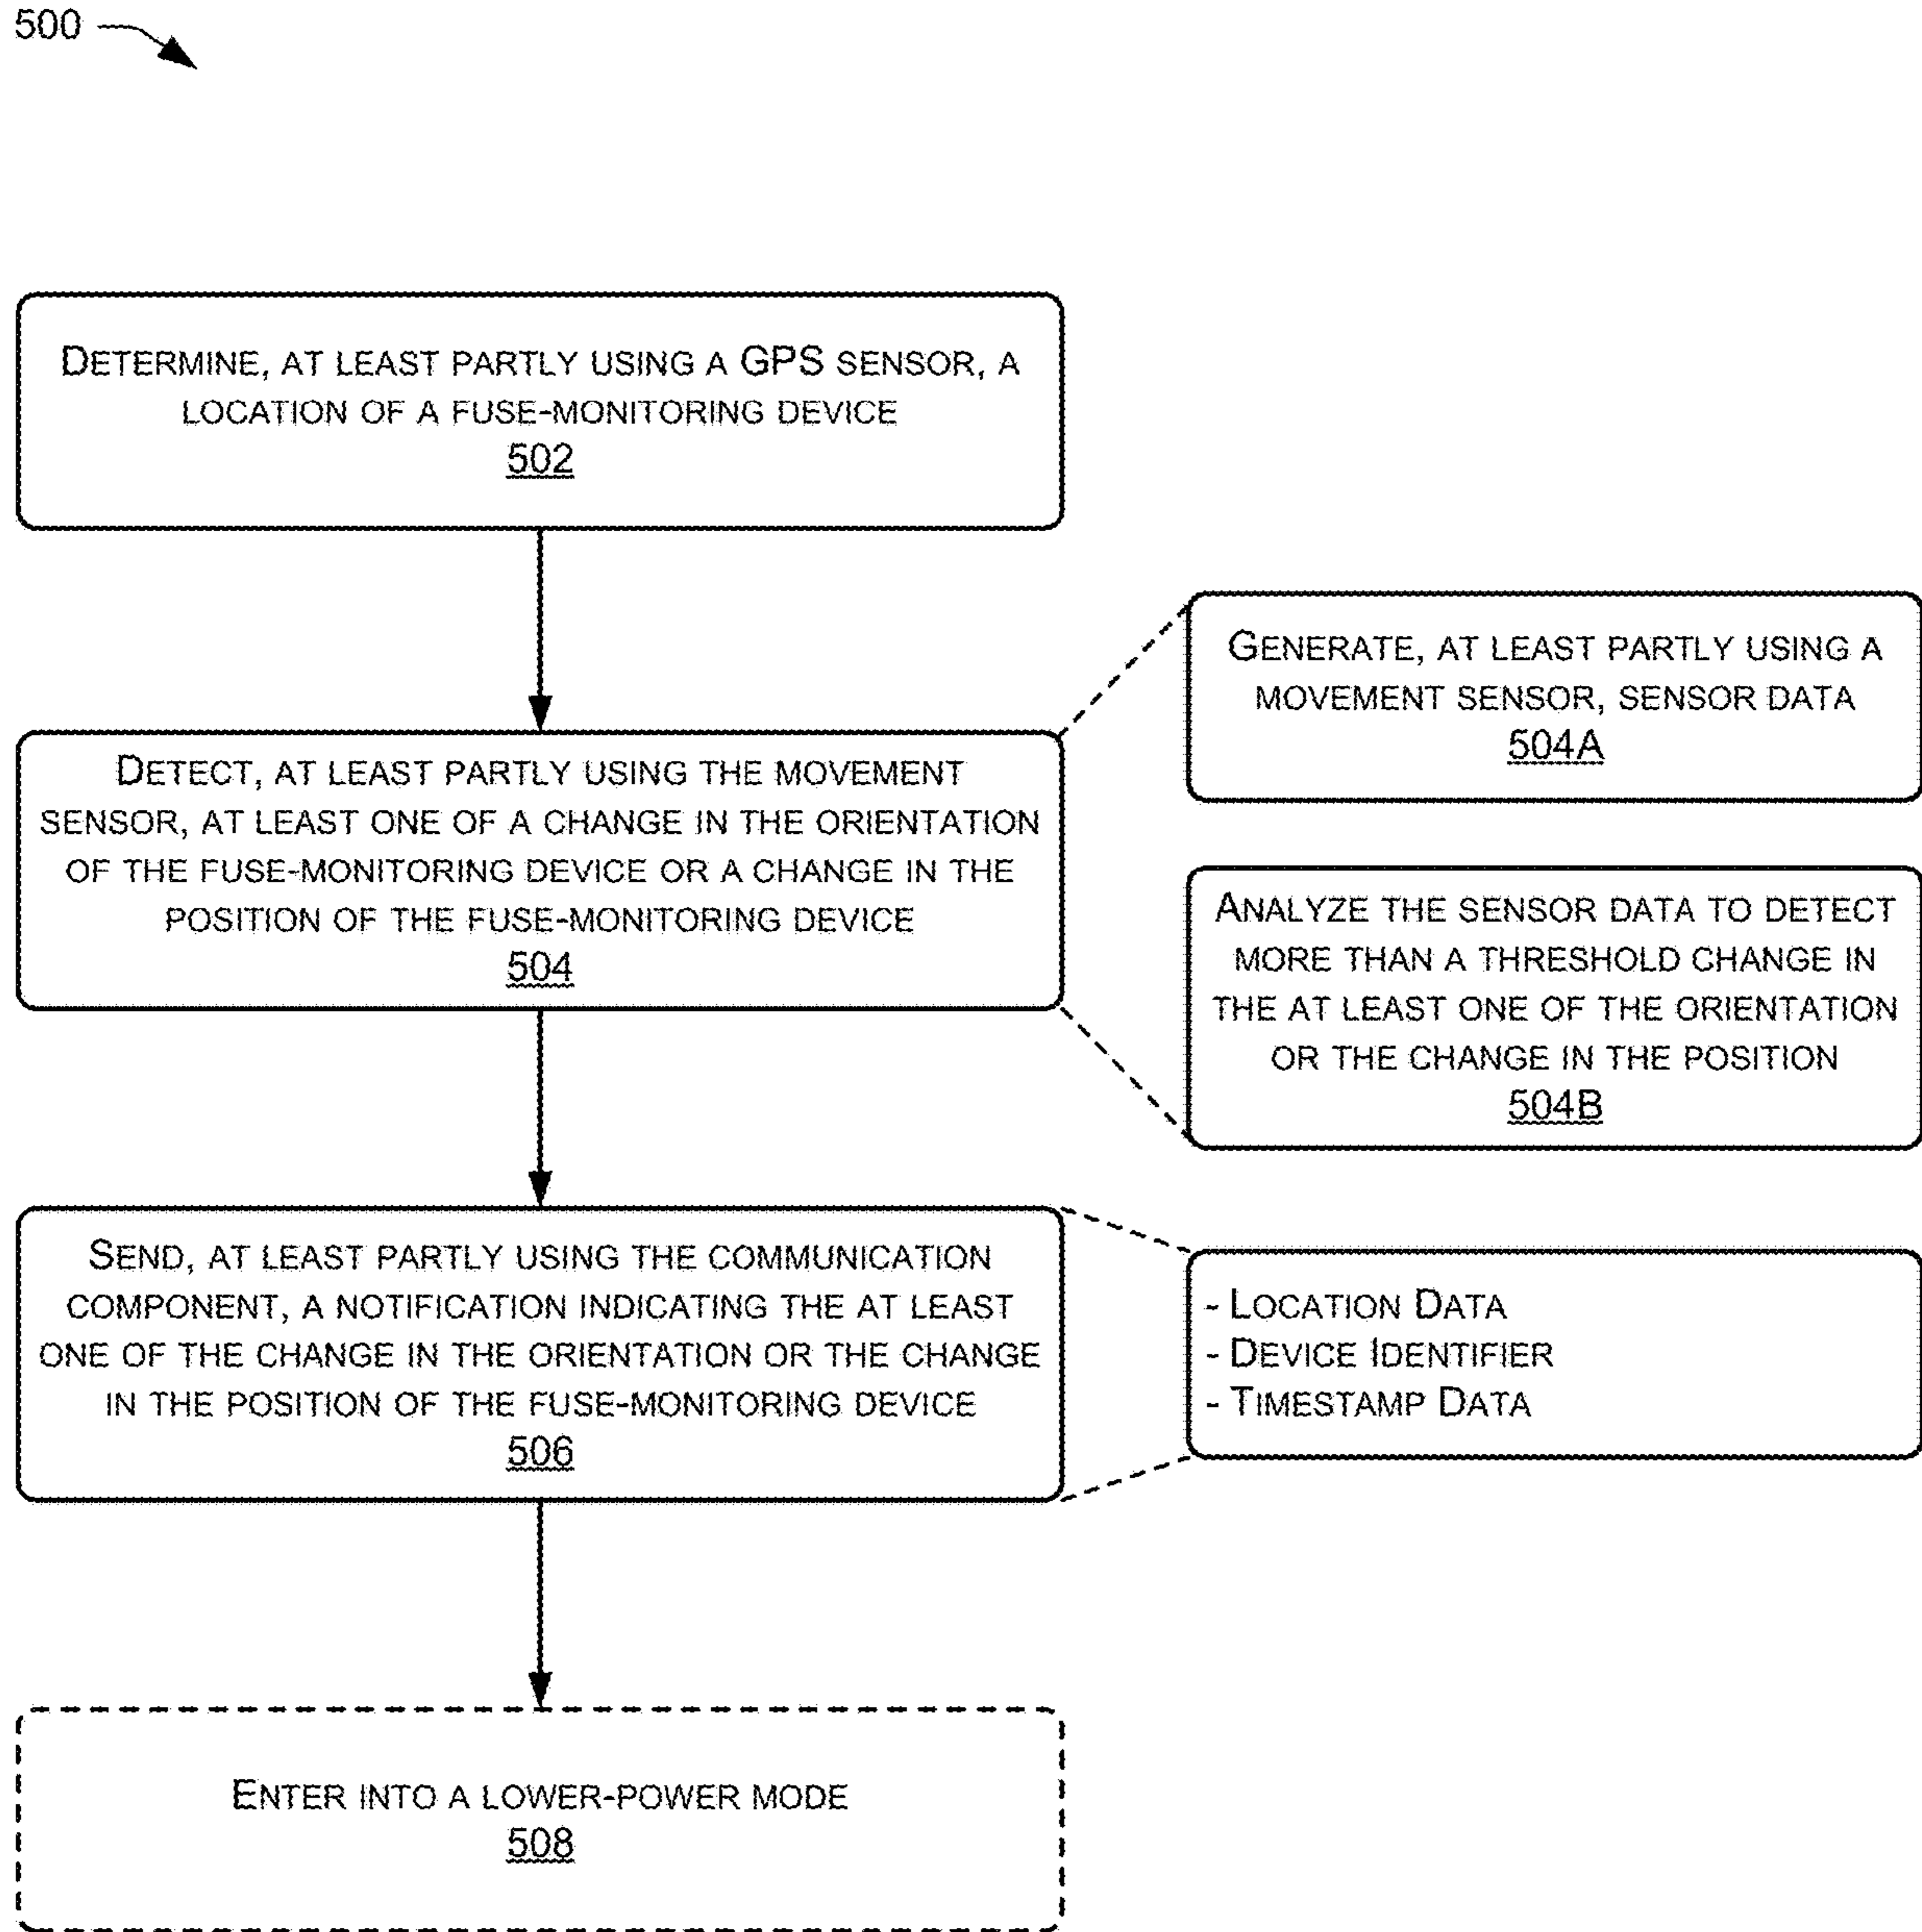 500
DETERMINE, AT LEAST PARTLY USING A GPS SENSOR, A
LOCATION OF A FUSE-MONITORING DEVICE
502
GENERATE, AT LEAST PARTLY USING A
MOVEMENT SENSOR, SENSOR DATA
504A
DETECT, AT LEAST PARTLY USING THE MOVEMENT
SENSOR, AT LEAST ONE OF A CHANGE IN THE ORIENTATION
OF THE FUSE-MONITORING DEVICE OR A CHANGE IN THE
POSITION OF THE FUSE-MONITORING DEVICE
504
ANALYZE THE SENSOR DATA TO DETECT
MORE THAN A THRESHOLD CHANGE IN
THE AT LEAST ONE OF THE ORIENTATION
OR THE CHANGE IN THE POSITION
504B
SEND, AT LEAST PARTLY USING THE COMMUNICATION
COMPONENT, A NOTIFICATION INDICATING THE AT LEAST
ONE OF THE CHANGE IN THE ORIENTATION OR THE CHANGE
IN THE POSITION OF THE FUSE-MONITORING DEVICE
506
- LOCATION DATA
- DEVICE IDENTIFIER
- TIMESTAMP DATA
ENTER INTO A LOWER-POWER MODE
508